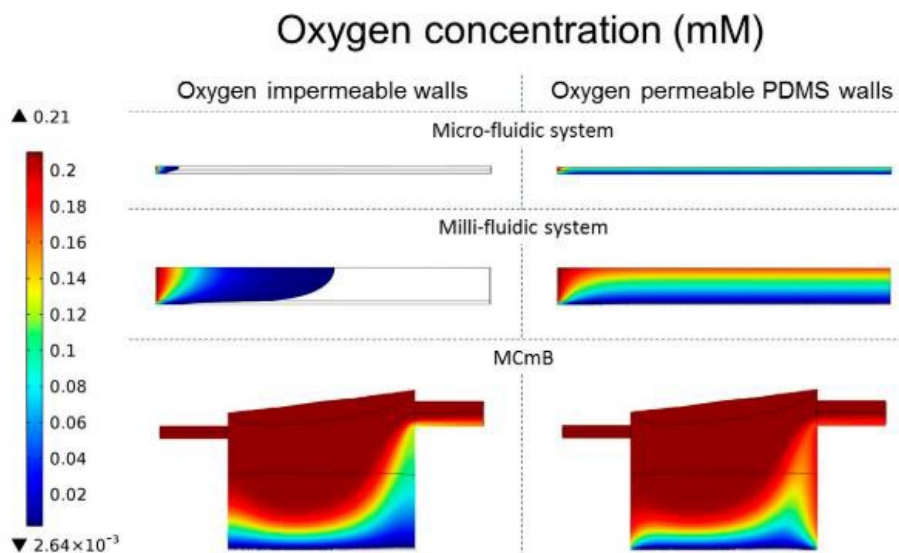 Oxygen concentration (mM)
Oxygen impermeable walls
Oxygen permeable PDMS walls
Micro-fluidic system
Milli-fluidic system
MCmB
▲ 0.21
0.2
0.18
0.16
0.14
0.12
0.1
0.08
0.06
0.04
0.02
▼ 2.64×10⁻³